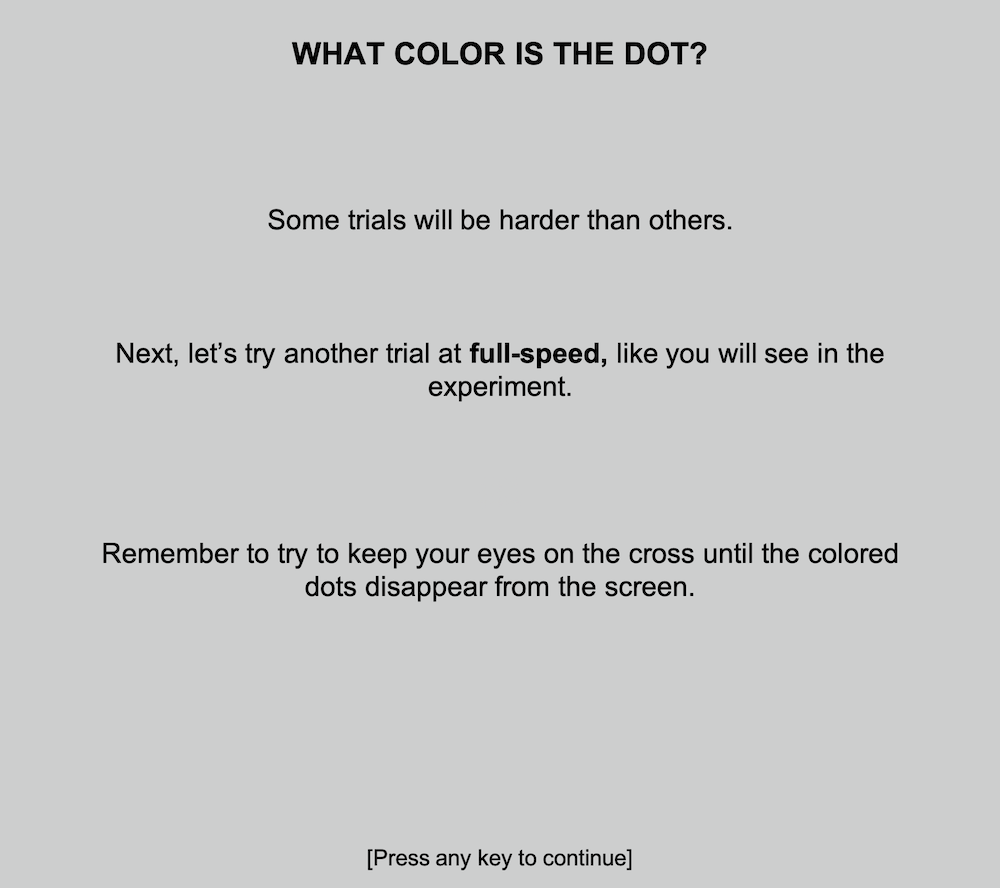 WHAT COLOR IS THE DOT?
Some trials will be harder than others.
Next, let’s try another trial at full-speed, like you will see in the
experiment.
Remember to try to keep your eyes on the cross until the colored
dots disappear from the screen.
[Press any key to continue]